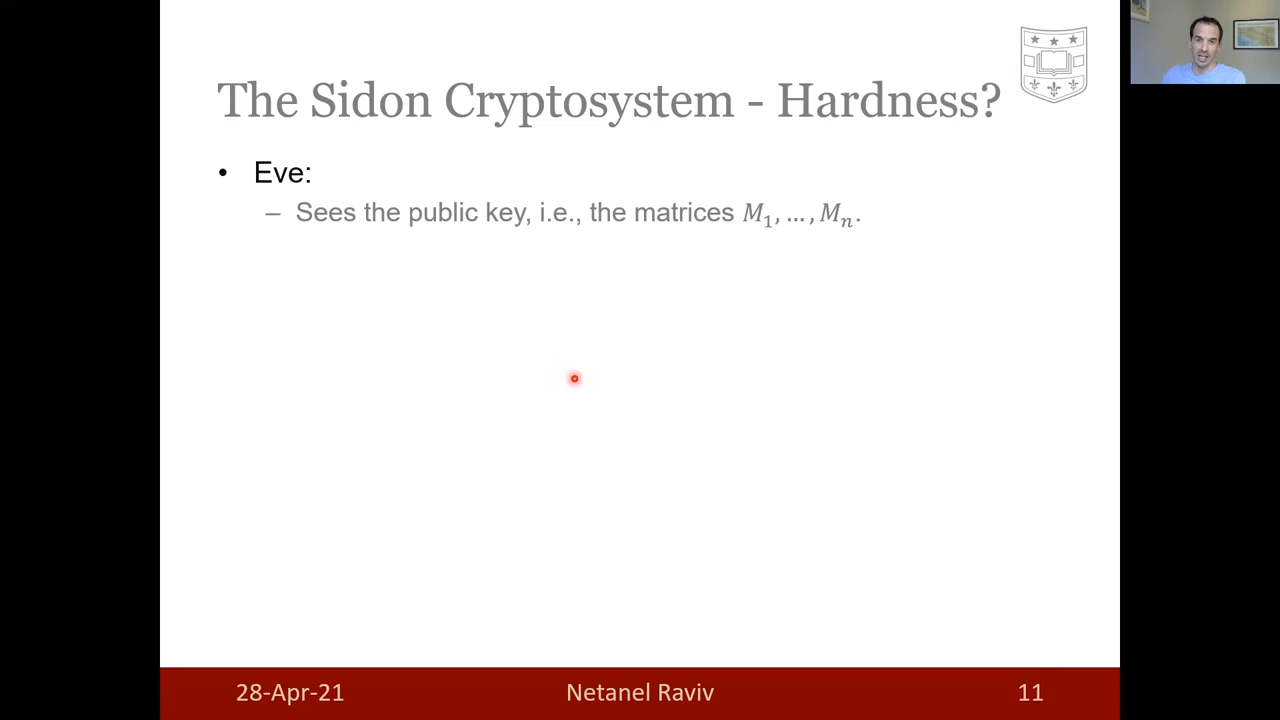 The Sidon Cryptosystem - Hardness?
• Eve:
– Sees the public key, i.e., the matrices M₁, … , Mₙ.
28-Apr-21
Netanel Raviv
11